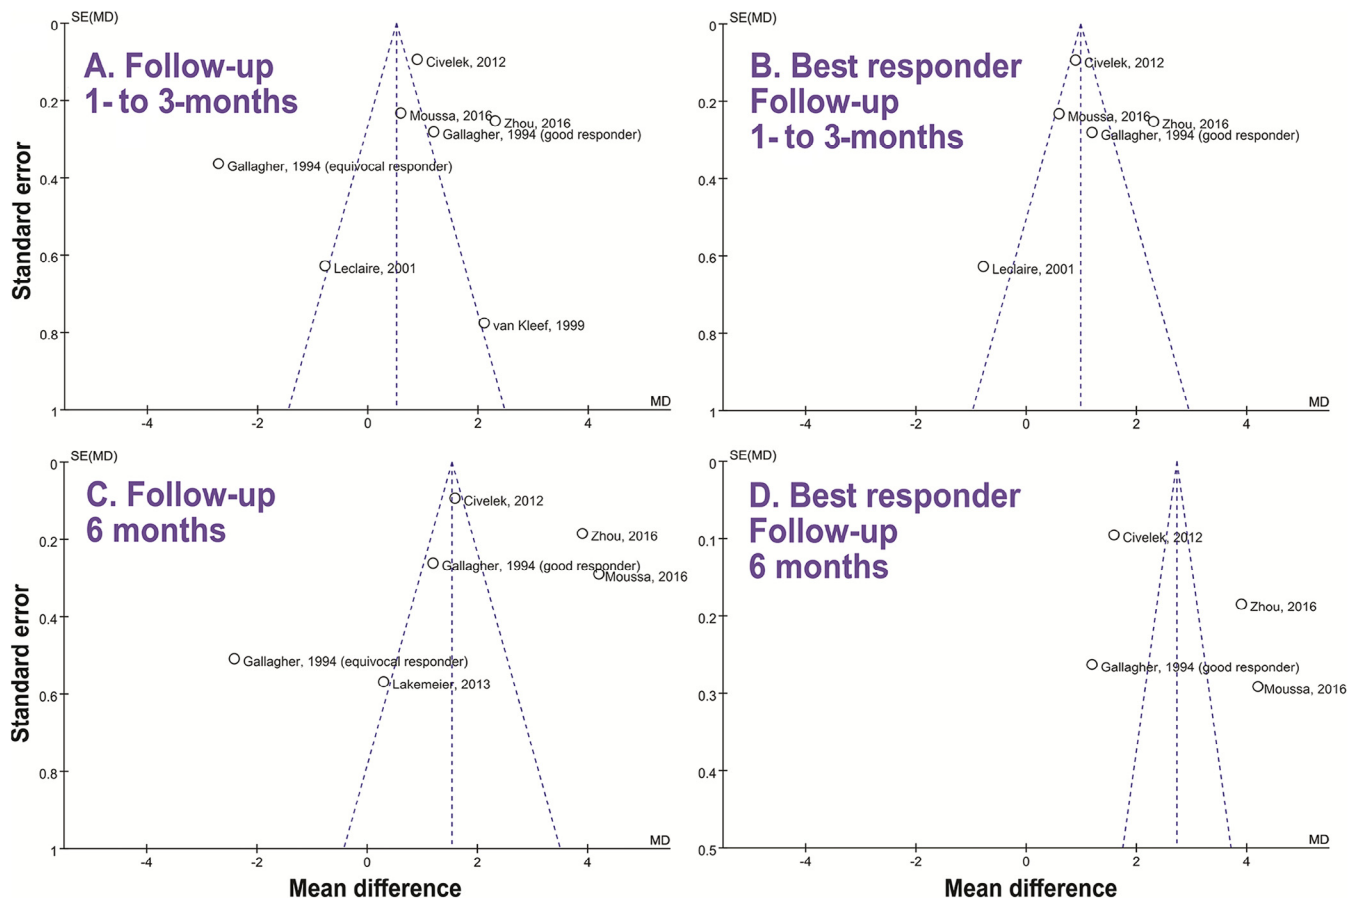 SE(MD)
A. Follow-up
1- to 3-months
Standard error
0
0.2
0.4
0.6
0.8
1
Civelek, 2012
Moussa, 2016
Zhou, 2016
Gallagher, 1994 (good responder)
Gallagher, 1994 (equivocal responder)
Leclaire, 2001
van Kleef, 1999
MD
-4
-2
0
2
4
SE(MD)
B. Best responder
Follow-up
1- to 3-months
0
0.2
0.4
0.6
0.8
1
Civelek, 2012
Moussa, 2016
Zhou, 2016
Gallagher, 1994 (good responder)
Leclaire, 2001
MD
-4
-2
0
2
4
SE(MD)
C. Follow-up
6 months
Standard error
0
0.2
0.4
0.6
0.8
1
Civelek, 2012
Zhou, 2016
Gallagher, 1994 (good responder)
Moussa, 2016
Gallagher, 1994 (equivocal responder)
Lakemeier, 2013
MD
-4
-2
0
2
4
Mean difference
SE(MD)
D. Best responder
Follow-up
6 months
0
0.1
0.2
0.3
0.4
0.5
Civelek, 2012
Zhou, 2016
Gallagher, 1994 (good responder)
Moussa, 2016
MD
-4
-2
0
2
4
Mean difference